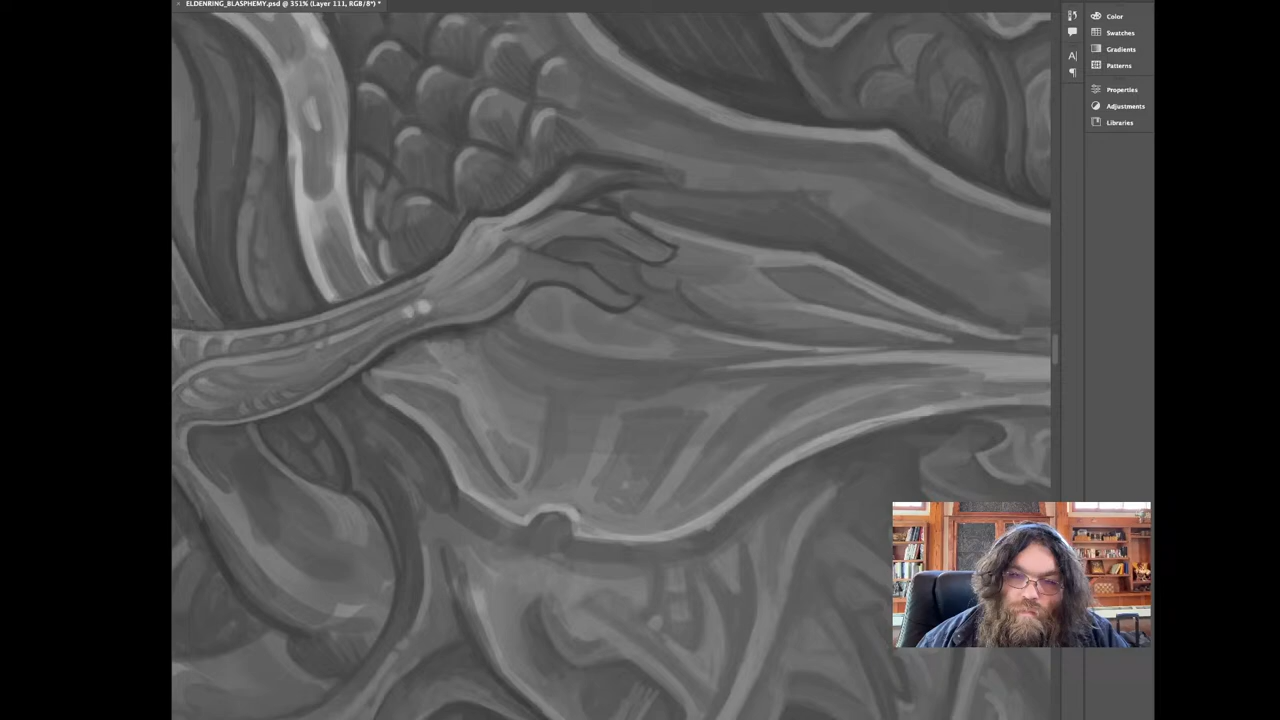 ELDENRING_BLASPHEMY.psd @ 351% (Layer 111, RGB/8*) *
Color
Swatches
Gradients
Patterns
Properties
Adjustments
Libraries